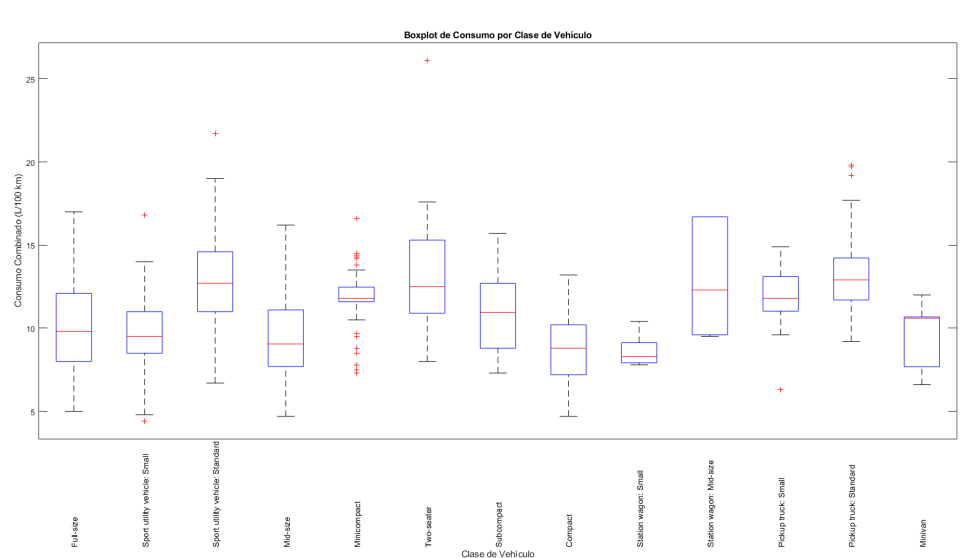 Boxplot de Consumo por Clase de Vehículo
Consumo Combinado (L/100 km)
25
20
15
10
5
Full-size
Sport utility vehicle: Small
Sport utility vehicle: Standard
Mid-size
Minicompact
Two-seater
Subcompact
Compact
Station wagon: Small
Station wagon: Mid-size
Pickup truck: Small
Pickup truck: Standard
Minivan
Clase de Vehículo